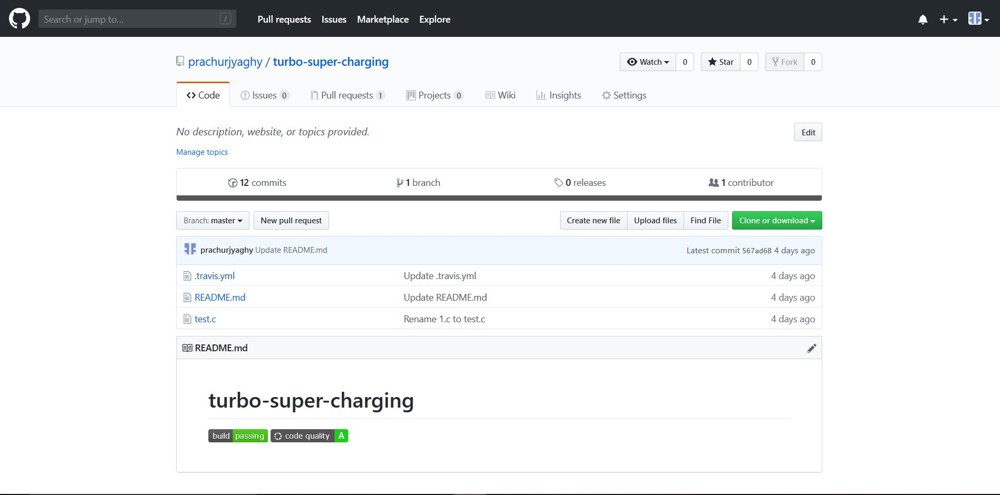 Search or jump to... /
Pull requests Issues Marketplace Explore
prachurjyaghy / turbo-super-charging
Watch 0 Star 0 Fork 0
Code Issues 0 Pull requests 1 Projects 0 Wiki Insights Settings
No description, website, or topics provided.
Edit
Manage topics
12 commits 1 branch 0 releases 1 contributor
Branch: master New pull request Create new file Upload files Find File Clone or download
prachurjyaghy Update README.md Latest commit 567ad68 4 days ago
.travis.yml Update .travis.yml 4 days ago
README.md Update README.md 4 days ago
test.c Rename 1.c to test.c 4 days ago
README.md
turbo-super-charging
build passing code quality A